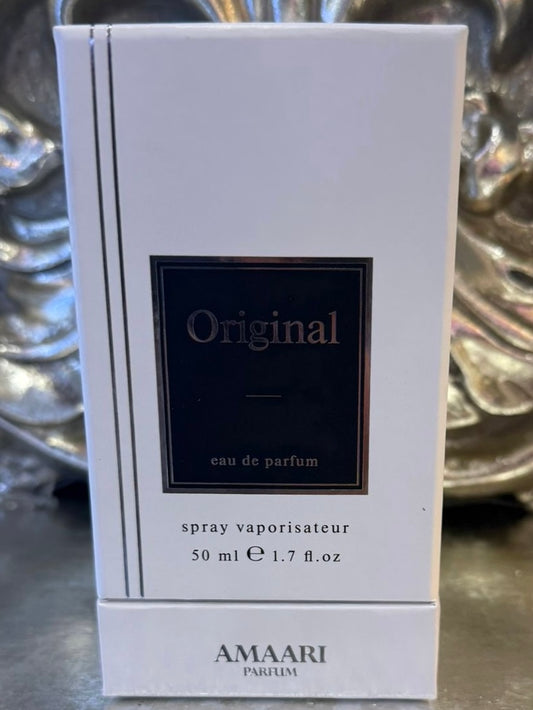 Original
eau de parfum
spray vaporisateur
50 ml ℮ 1.7 fl.oz
AMAARI
PARFUM